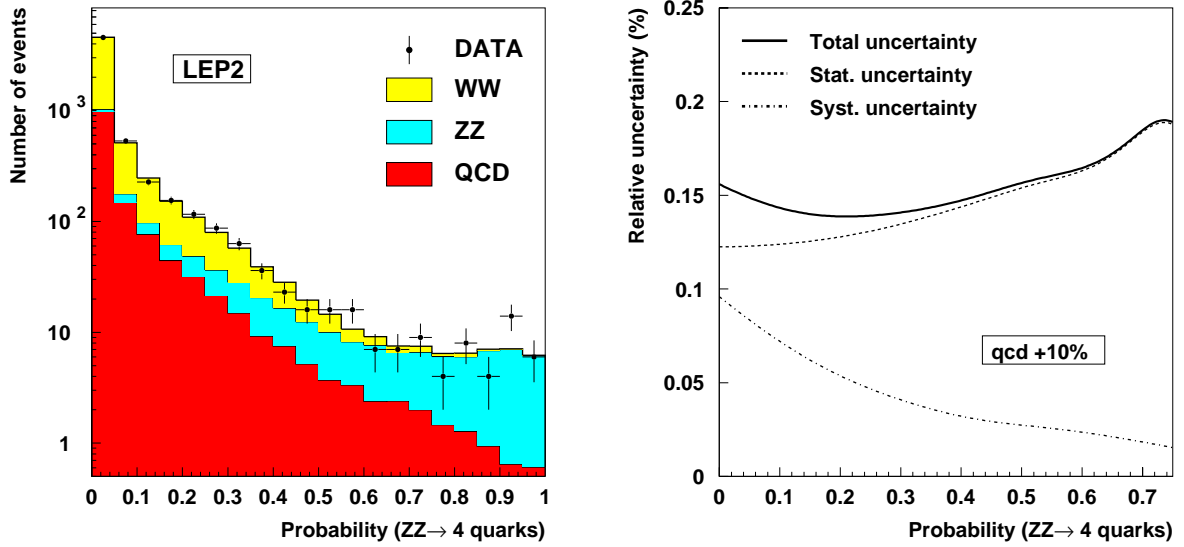 Number of events
LEP2
DATA
WW
ZZ
QCD
10 3
10 2
10
1
0 0.1 0.2 0.3 0.4 0.5 0.6 0.7 0.8 0.9 1
Probability (ZZ→ 4 quarks)
Relative uncertainty (%)
0.25
0.2
0.15
0.1
0.05
0
Total uncertainty
Stat. uncertainty
Syst. uncertainty
qcd +10%
0 0.1 0.2 0.3 0.4 0.5 0.6 0.7
Probability (ZZ→ 4 quarks)